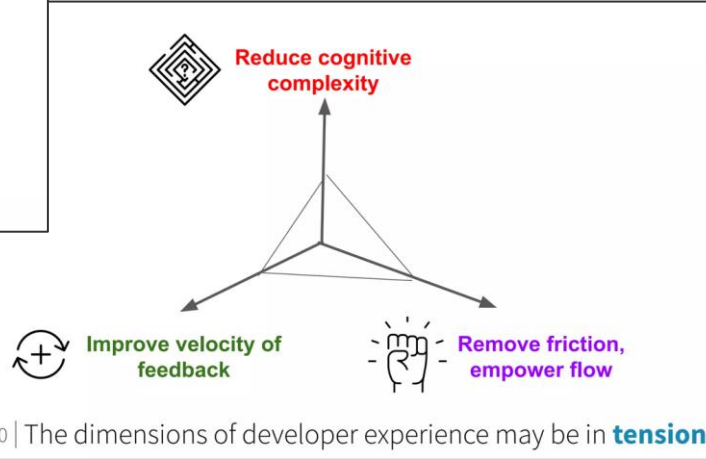 Reduce cognitive
complexity
Improve velocity of
feedback
Remove friction,
empower flow
0 | The dimensions of developer experience may be in tension